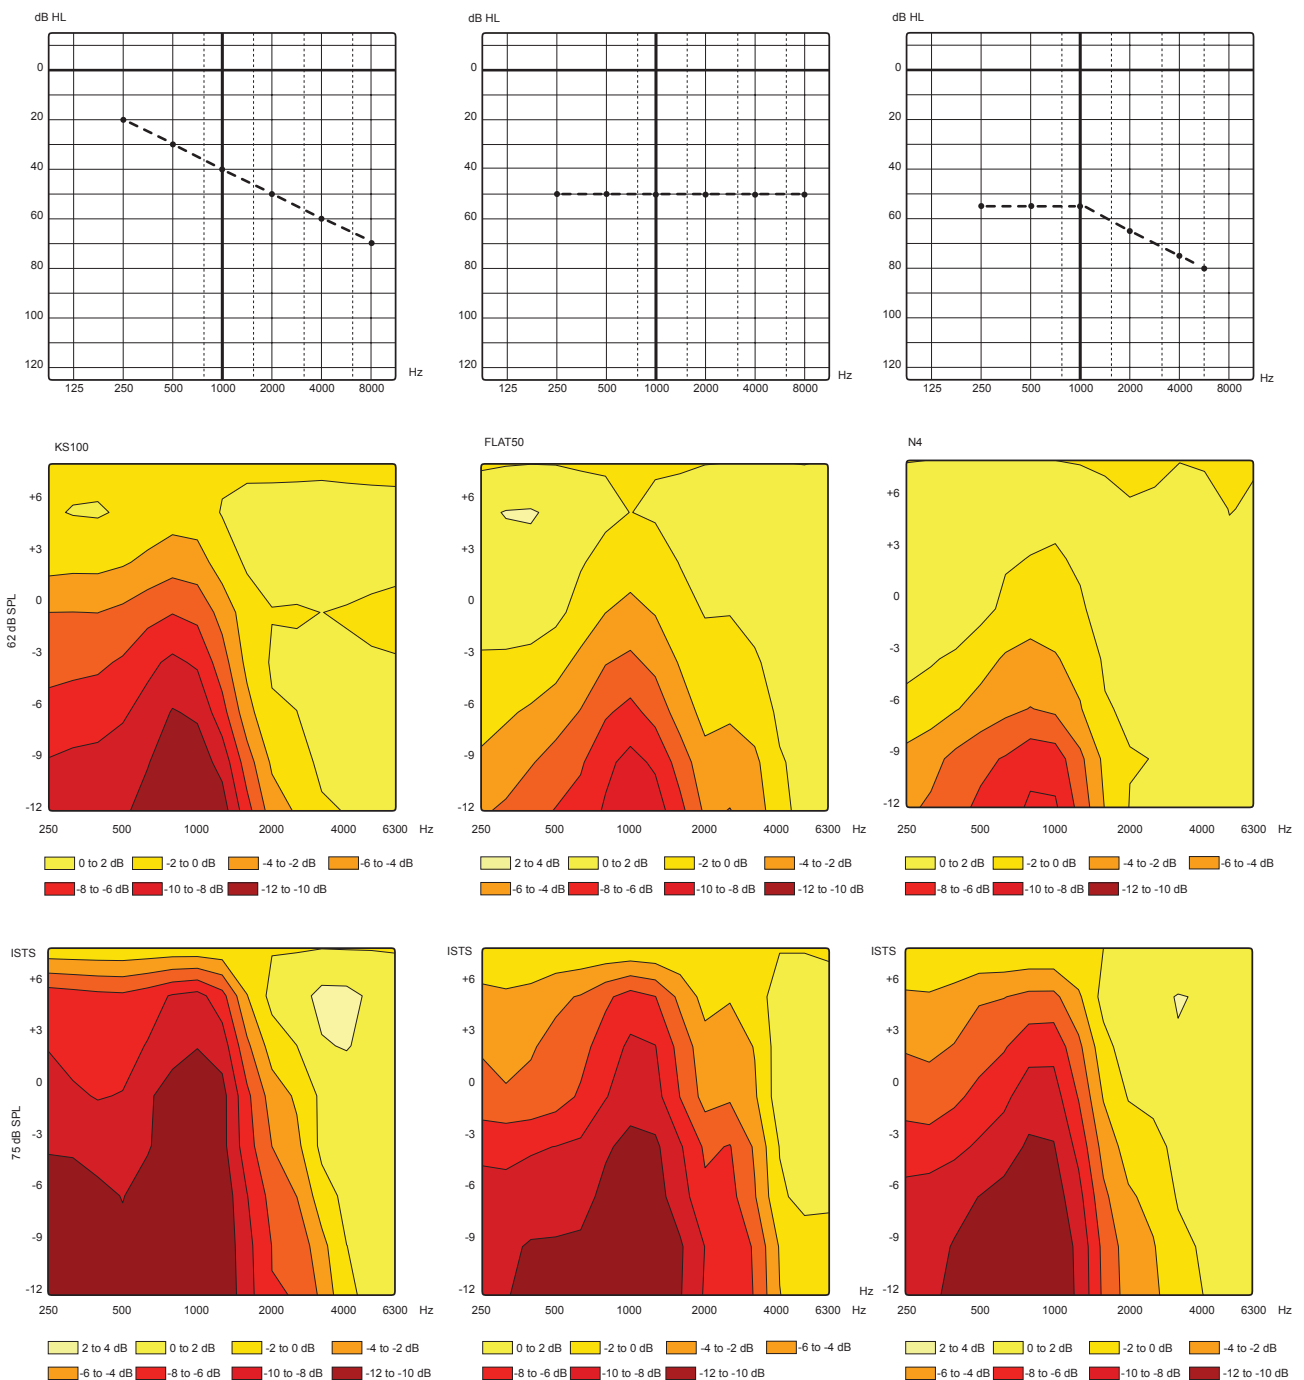 dB HL dB HL dB HL
0 0 0
20 20 20
40 40 40
60 60 60
80 80 80
100 100 100
120 120 120
125 250 500 1000 2000 4000 8000 Hz 125 250 500 1000 2000 4000 8000 Hz 125 250 500 1000 2000 4000 8000 Hz
KS100 FLAT50 N4
62 dB SPL
+6 +6 +6
+3 +3 +3
0 0 0
-3 -3 -3
-6 -6 -6
-9 -9 -9
-12 -12 -12
250 500 1000 2000 4000 6300 Hz 250 500 1000 2000 4000 6300 Hz 250 500 1000 2000 4000 6300 Hz
0 to 2 dB -2 to 0 dB -4 to -2 dB -6 to -4 dB 2 to 4 dB 0 to 2 dB -2 to 0 dB -4 to -2 dB 0 to 2 dB -2 to 0 dB -4 to -2 dB -6 to -4 dB
-8 to -6 dB -10 to -8 dB -12 to -10 dB -6 to -4 dB -8 to -6 dB -10 to -8 dB -12 to -10 dB -8 to -6 dB -10 to -8 dB -12 to -10 dB
ISTS ISTS ISTS
75 dB SPL
+6 +6 +6
+3 +3 +3
0 0 0
-3 -3 -3
-6 -6 -6
-9 -9 -9
-12 -12 Hz -12
250 500 1000 2000 4000 6300 Hz 250 500 1000 2000 4000 6300 250 500 1000 2000 4000 6300 Hz
2 to 4 dB 0 to 2 dB -2 to 0 dB -4 to -2 dB 0 to 2 dB -2 to 0 dB -4 to -2 dB -6 to -4 dB 2 to 4 dB 0 to 2 dB -2 to 0 dB -4 to -2 dB
-6 to -4 dB -8 to -6 dB -10 to -8 dB -12 to -10 dB -8 to -6 dB -10 to -8 dB -12 to -10 dB -6 to -4 dB -8 to -6 dB -10 to -8 dB -12 to -10 dB